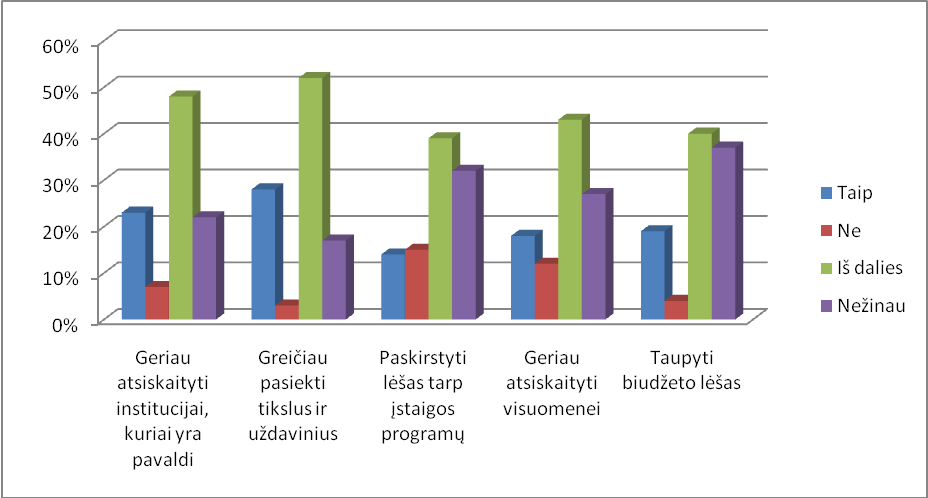 60%
50%
40%
30%
20%
10%
0%
Geriau
atsiskaityti
institucijai,
kuriai yra
pavaldi
Greičiau
pasiekti
tikslus ir
uždavinius
Paskirstyti
lėšas tarp
įstaigos
programų
Geriau
atsiskaityti
visuomenei
Taupyti
biudžeto lėšas
Taip
Ne
Iš dalies
Nežinau